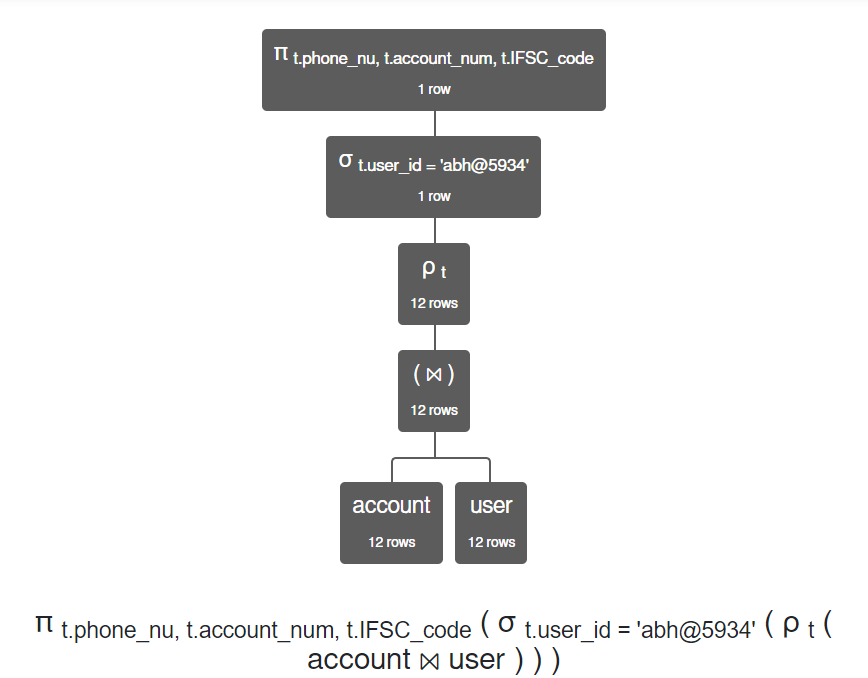 π t.phone_nu, t.account_num, t.IFSC_code
1 row
σ t.user_id = 'abh@5934'
1 row
ρ t
12 rows
( ⋈ )
12 rows
account
12 rows
user
12 rows
π t.phone_nu, t.account_num, t.IFSC_code ( σ t.user_id = 'abh@5934' ( ρ t (
account ⋈ user ) ) )